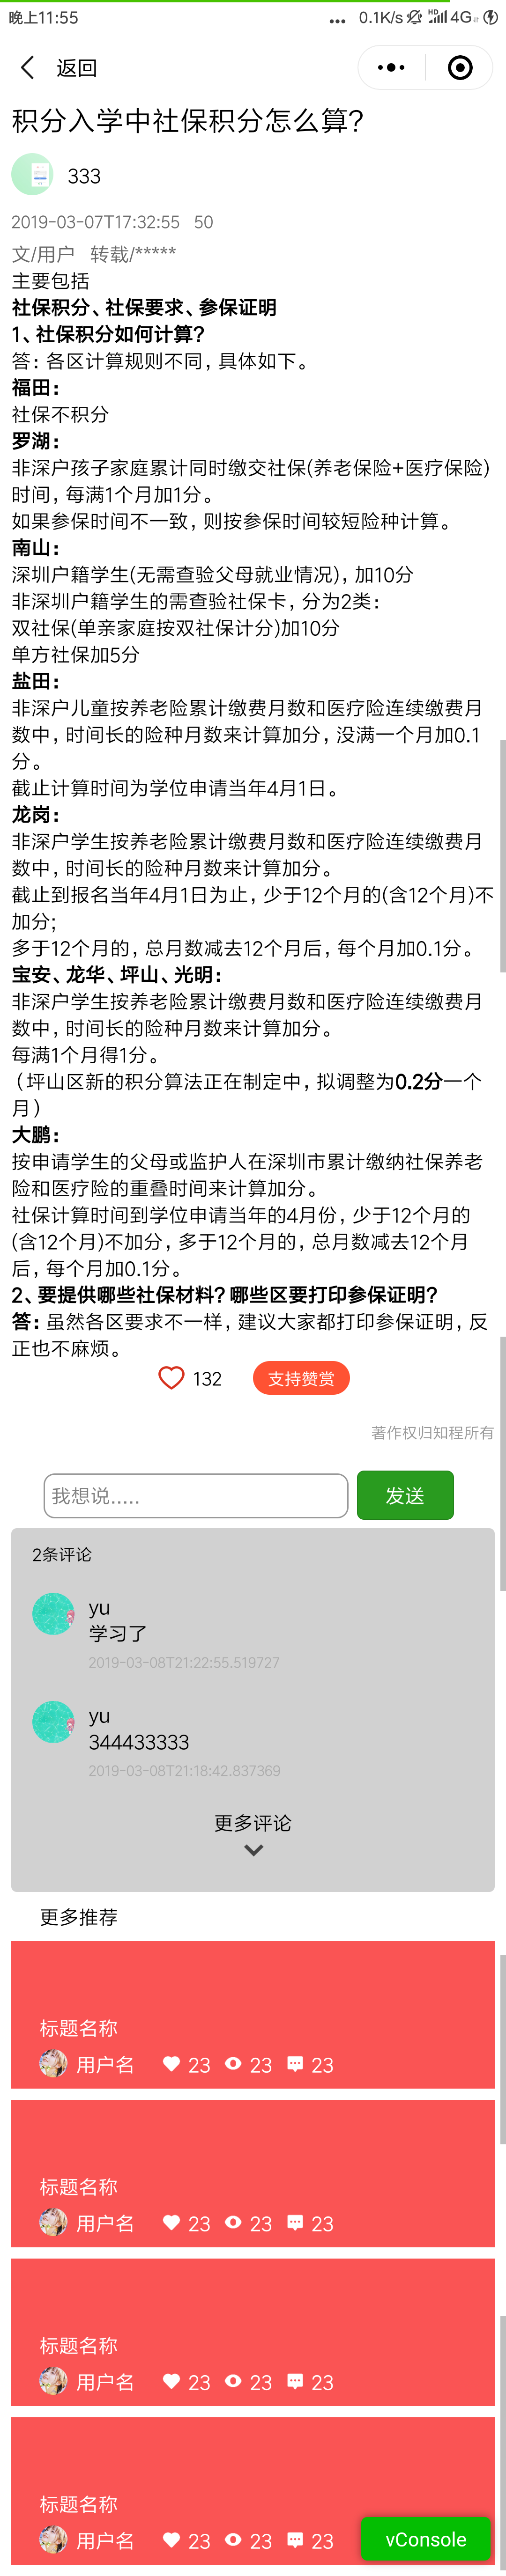 晚上11:55
... 0.1K/s HD 4G
返回
积分入学中社保积分怎么算?
333
2019-03-07T17:32:55 50
文/用户 转载/*****
主要包括
社保积分、社保要求、参保证明
1、社保积分如何计算?
答: 各区计算规则不同, 具体如下。
福田:
社保不积分
罗湖:
非深户孩子家庭累计同时缴交社保(养老保险+医疗保险)
时间, 每满1个月加1分。
如果参保时间不一致, 则按参保时间较短险种计算。
南山:
深圳户籍学生(无需查验父母就业情况), 加10分
非深圳户籍学生的需查验社保卡, 分为2类:
双社保(单亲家庭按双社保计分)加10分
单方社保加5分
盐田:
非深户儿童按养老险累计缴费月数和医疗险连续缴费月
数中, 时间长的险种月数来计算加分, 没满一个月加0.1
分。
截止计算时间为学位申请当年4月1日。
龙岗:
非深户学生按养老险累计缴费月数和医疗险连续缴费月
数中, 时间长的险种月数来计算加分。
截止到报名当年4月1日为止, 少于12个月的(含12个月)不
加分;
多于12个月的, 总月数减去12个月后, 每个月加0.1分。
宝安、龙华、坪山、光明:
非深户学生按养老险累计缴费月数和医疗险连续缴费月
数中, 时间长的险种月数来计算加分。
每满1个月得1分。
(坪山区新的积分算法正在制定中, 拟调整为0.2分一个
月)
大鹏:
按申请学生的父母或监护人在深圳市累计缴纳社保养老
险和医疗险的重叠时间来计算加分。
社保计算时间到学位申请当年的4月份, 少于12个月的
(含12个月)不加分, 多于12个月的, 总月数减去12个月
后, 每个月加0.1分。
2、要提供哪些社保材料? 哪些区要打印参保证明?
答: 虽然各区要求不一样, 建议大家都打印参保证明, 反
正也不麻烦。
132 支持赞赏
著作权归知程所有
我想说..... 发送
2条评论
yu
学习了
2019-03-08T21:22:55.519727
yu
344433333
2019-03-08T21:18:42.837369
更多评论
更多推荐
标题名称
用户名 23 23 23
标题名称
用户名 23 23 23
标题名称
用户名 23 23 23
标题名称
用户名 23 23 23
vConsole